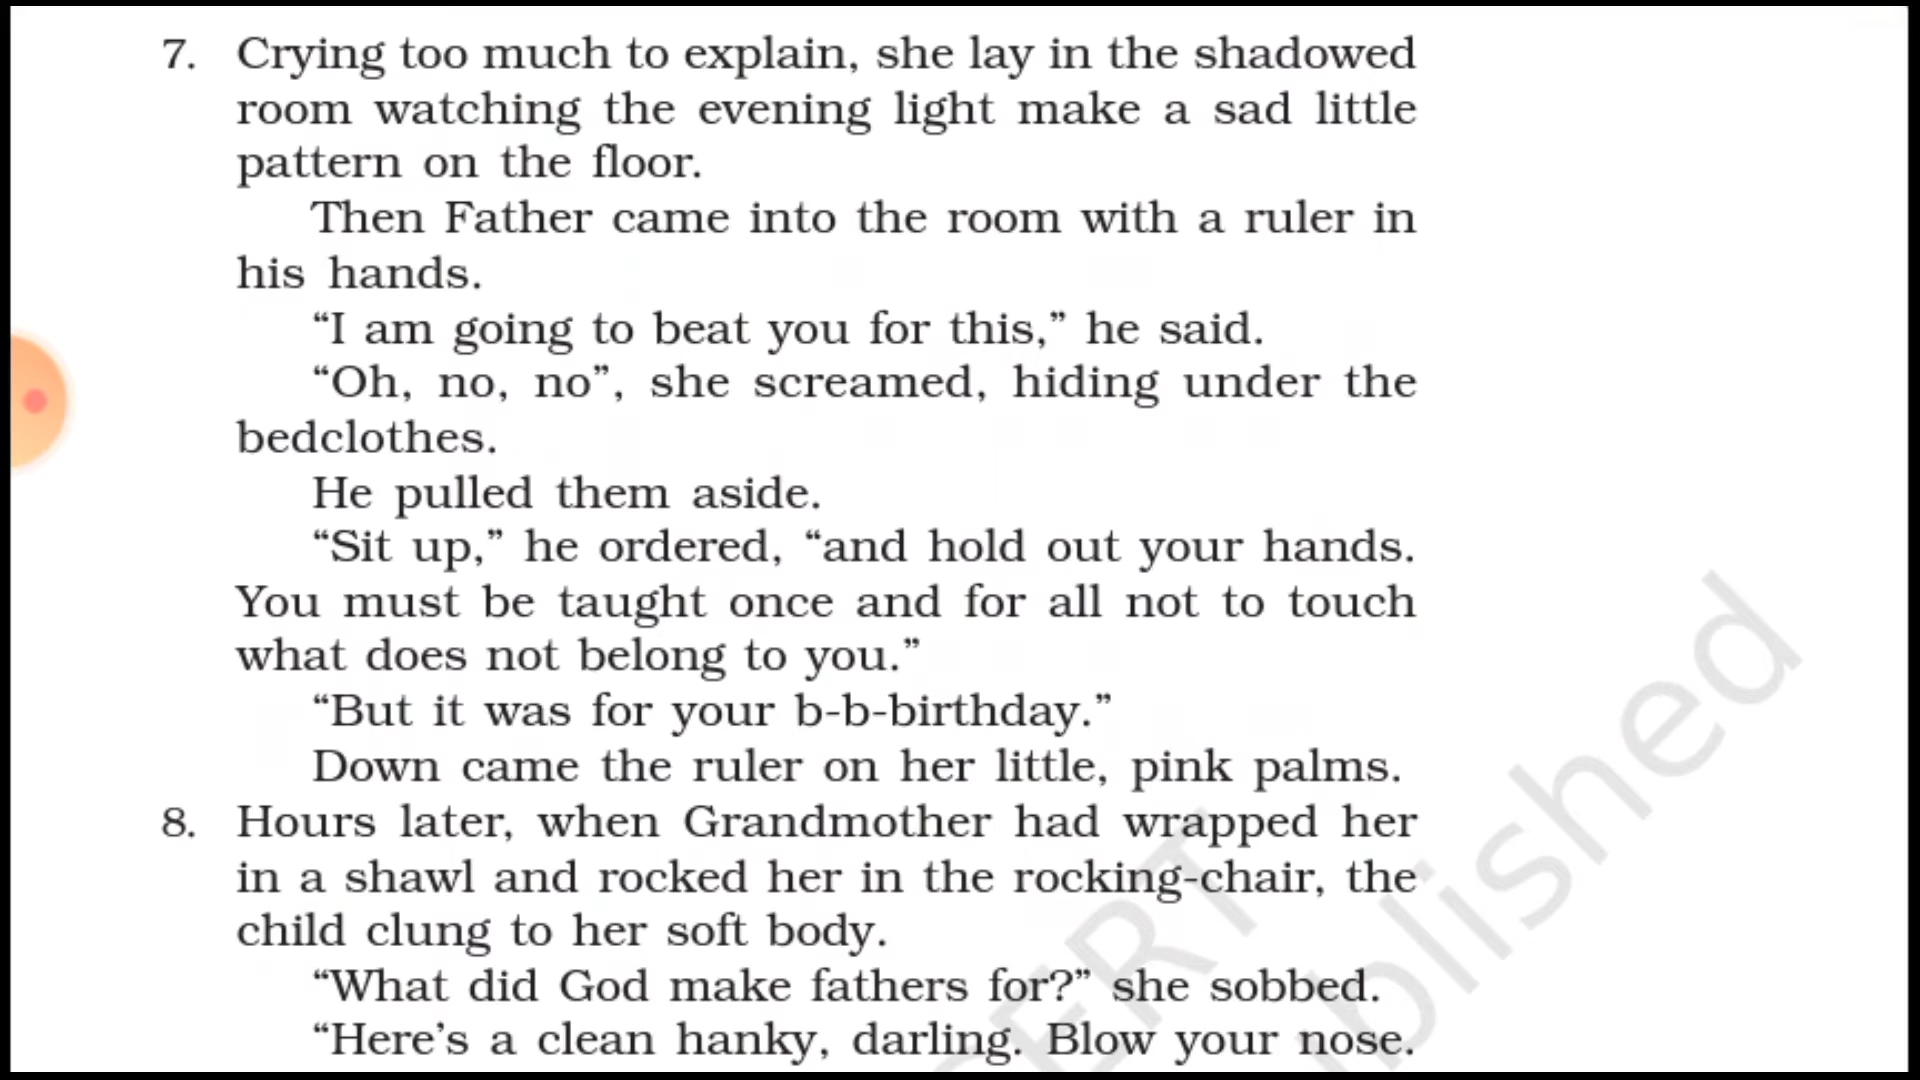 7. Crying too much to explain, she lay in the shadowed
room watching the evening light make a sad little
pattern on the floor.
Then Father came into the room with a ruler in
his hands.
“I am going to beat you for this,” he said.
“Oh, no, no”, she screamed, hiding under the
bedclothes.
He pulled them aside.
“Sit up,” he ordered, “and hold out your hands.
You must be taught once and for all not to touch
what does not belong to you.”
“But it was for your b-b-birthday.”
Down came the ruler on her little, pink palms.
8. Hours later, when Grandmother had wrapped her
in a shawl and rocked her in the rocking-chair, the
child clung to her soft body.
“What did God make fathers for?” she sobbed.
“Here’s a clean hanky, darling. Blow your nose.